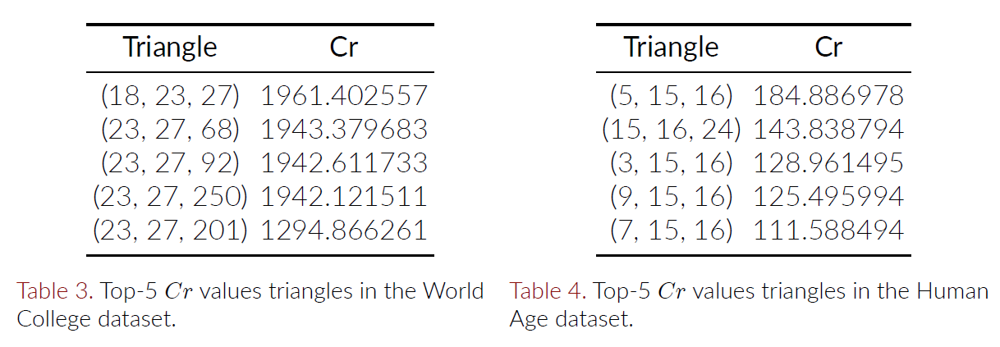 Triangle Cr
(18, 23, 27) 1961.402557
(23, 27, 68) 1943.379683
(23, 27, 92) 1942.611733
(23, 27, 250) 1942.121511
(23, 27, 201) 1294.866261
Table 3. Top-5 Cr values triangles in the World
College dataset.
Triangle Cr
(5, 15, 16) 184.886978
(15, 16, 24) 143.838794
(3, 15, 16) 128.961495
(9, 15, 16) 125.495994
(7, 15, 16) 111.588494
Table 4. Top-5 Cr values triangles in the Human
Age dataset.